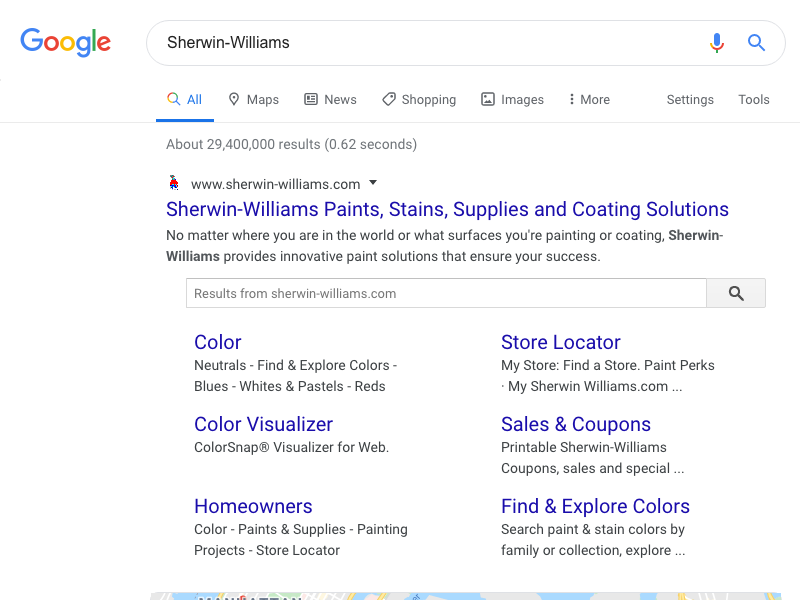 Google
Sherwin-Williams
All Maps News Shopping Images More Settings Tools
About 29,400,000 results (0.62 seconds)
www.sherwin-williams.com
Sherwin-Williams Paints, Stains, Supplies and Coating Solutions
No matter where you are in the world or what surfaces you're painting or coating, Sherwin-
Williams provides innovative paint solutions that ensure your success.
Results from sherwin-williams.com
Color
Neutrals - Find & Explore Colors -
Blues - Whites & Pastels - Reds
Store Locator
My Store: Find a Store. Paint Perks
· My Sherwin Williams.com ...
Color Visualizer
ColorSnap® Visualizer for Web.
Sales & Coupons
Printable Sherwin-Williams
Coupons, sales and special ...
Homeowners
Color - Paints & Supplies - Painting
Projects - Store Locator
Find & Explore Colors
Search paint & stain colors by
family or collection, explore ...